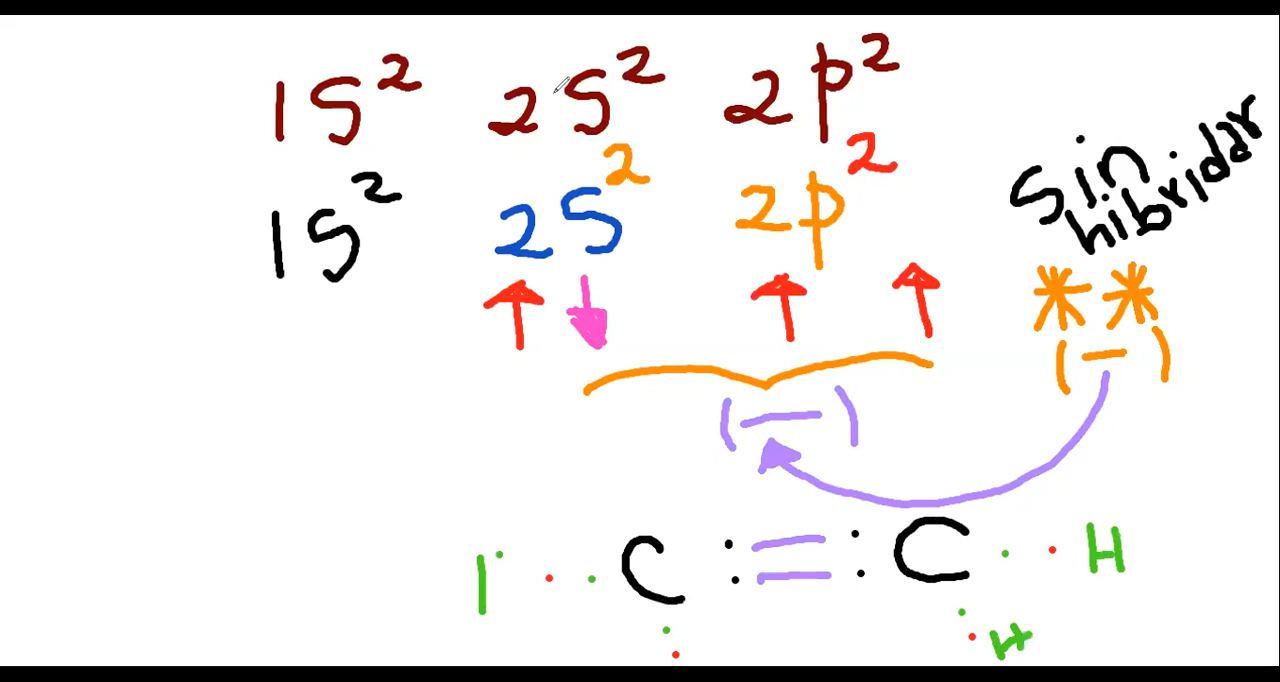 1S² 2S² 2p²
1S² 2S² 2p²
sin
hibridar
**
(—)
(—)
C : = : C · · H
H